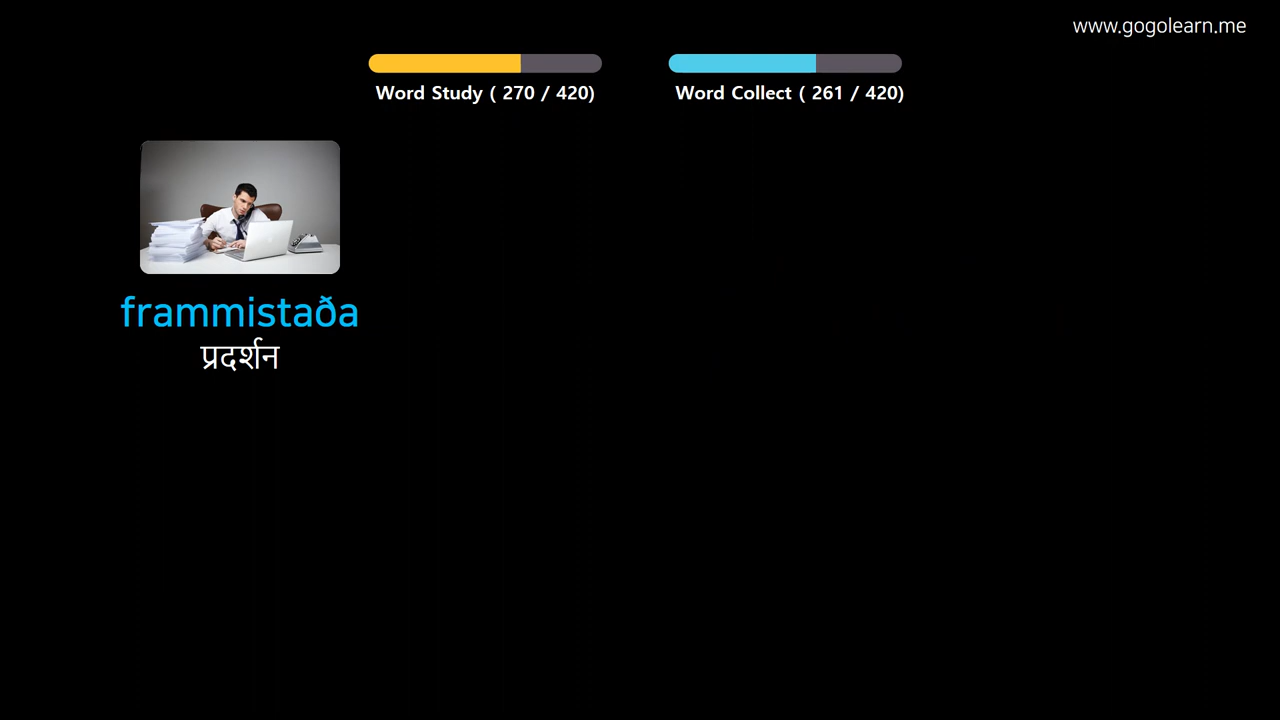 www.gogolearn.me
Word Study ( 270 / 420)
Word Collect ( 261 / 420)
frammistaða
प्रदर्शन